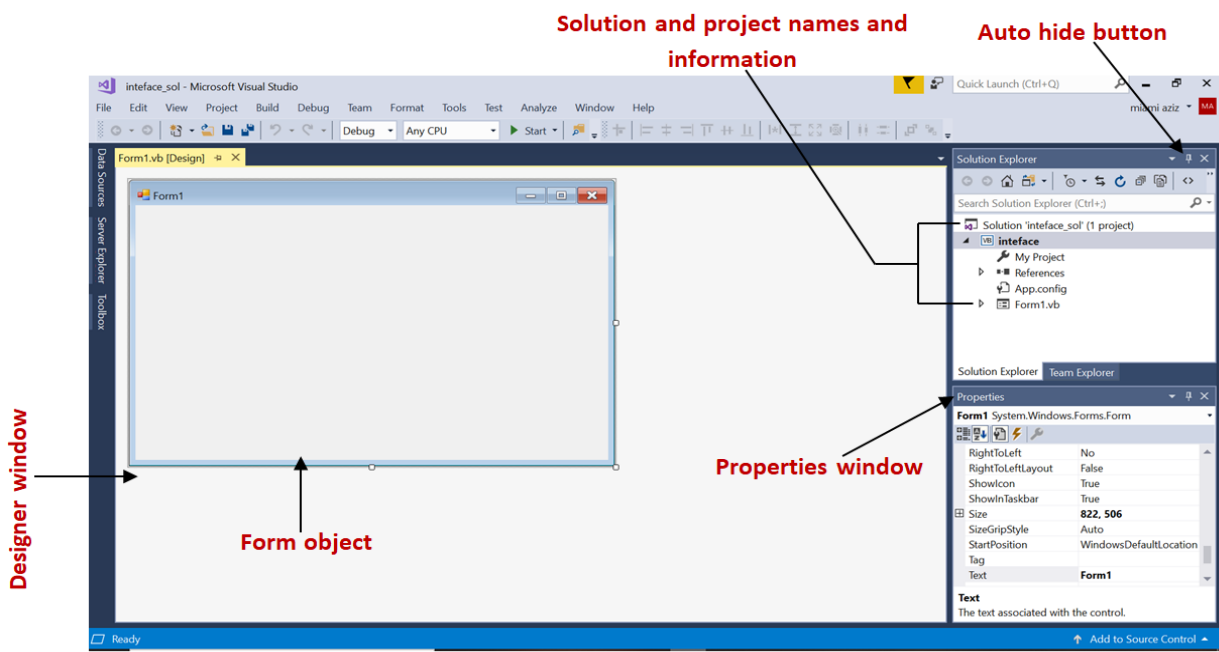 Solution and project names and
information
Auto hide button
inteface_sol - Microsoft Visual Studio
Quick Launch (Ctrl+Q)
File Edit View Project Build Debug Team Format Tools Test Analyze Window Help
miami aziz MA
Debug Any CPU Start
Data Sources
Server Explorer
Toolbox
Form1.vb [Design]
Form1
Solution Explorer
Search Solution Explorer (Ctrl+;)
Solution 'inteface_sol' (1 project)
VB inteface
My Project
References
App.config
Form1.vb
Solution Explorer Team Explorer
Properties
Form1 System.Windows.Forms.Form
RightToLeft No
RightToLeftLayout False
ShowIcon True
ShowInTaskbar True
Size 822, 506
SizeGripStyle Auto
StartPosition WindowsDefaultLocation
Tag
Text Form1
Text
The text associated with the control.
Designer window
Form object
Properties window
Ready
Add to Source Control